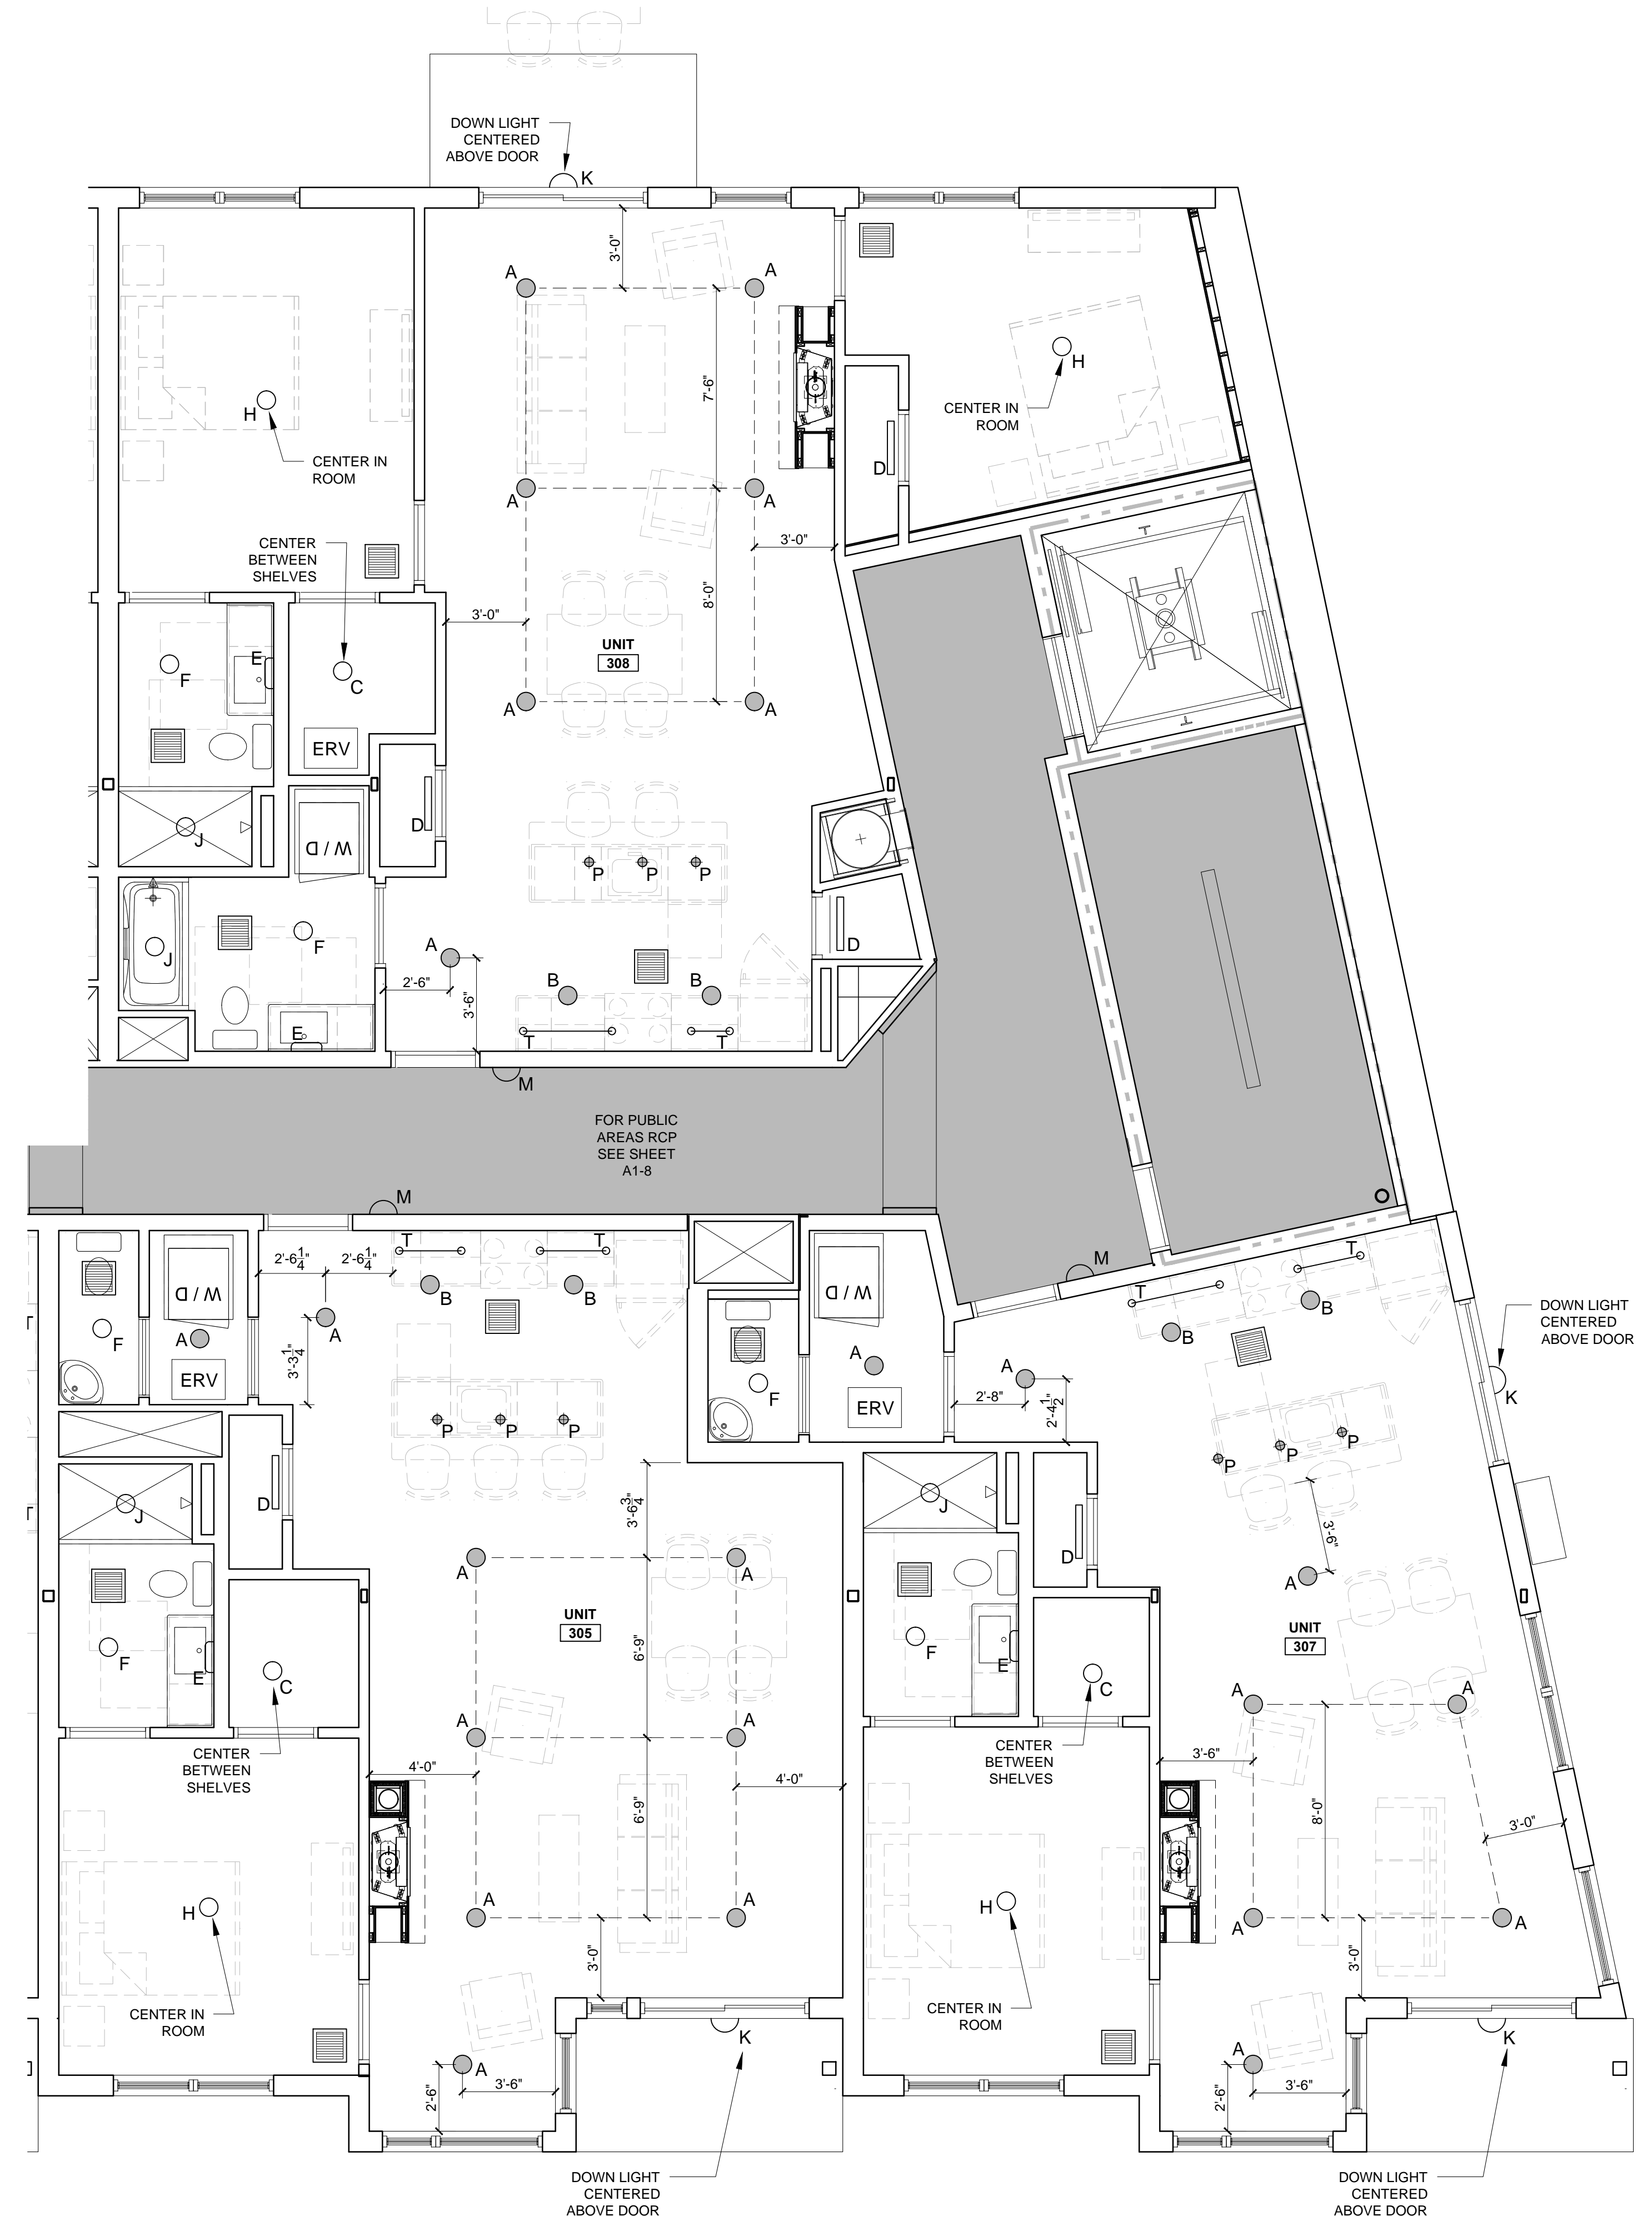 DOWN LIGHT
CENTERED
ABOVE DOOR
K
3'-0"
A
A
H
H
7'-6"
CENTER IN
ROOM
CENTER IN
ROOM
D
A
A
CENTER
BETWEEN
SHELVES
3'-0"
8'-0"
3'-0"
UNIT
308
E
F
C
A
A
ERV
D
J
W / D
P
P
P
F
J
A
D
B
B
2'-6"
3'-6"
E
T
T
M
FOR PUBLIC
AREAS RCP
SEE SHEET
A1-8
M
2'-6 1/4"
2'-6 1/4"
T
T
M
T
T
W / D
W / D
B
B
B
B
DOWN LIGHT
CENTERED
ABOVE DOOR
K
F
A
A
3'-3 1/4"
ERV
A
F
ERV
A
2'-8"
2'-4 1/2"
T
P
P
P
P
P
P
3'-6 3/4"
3'-6"
J
D
T
J
D
A
A
A
UNIT
305
UNIT
307
F
E
C
6'-9"
F
E
C
A
A
A
A
CENTER
BETWEEN
SHELVES
4'-0"
4'-0"
CENTER
BETWEEN
SHELVES
3'-6"
6'-9"
8'-0"
3'-0"
H
A
A
H
A
A
3'-0"
3'-0"
CENTER IN
ROOM
CENTER IN
ROOM
K
K
A
A
2'-6"
3'-6"
2'-6"
3'-6"
DOWN LIGHT
CENTERED
ABOVE DOOR
DOWN LIGHT
CENTERED
ABOVE DOOR